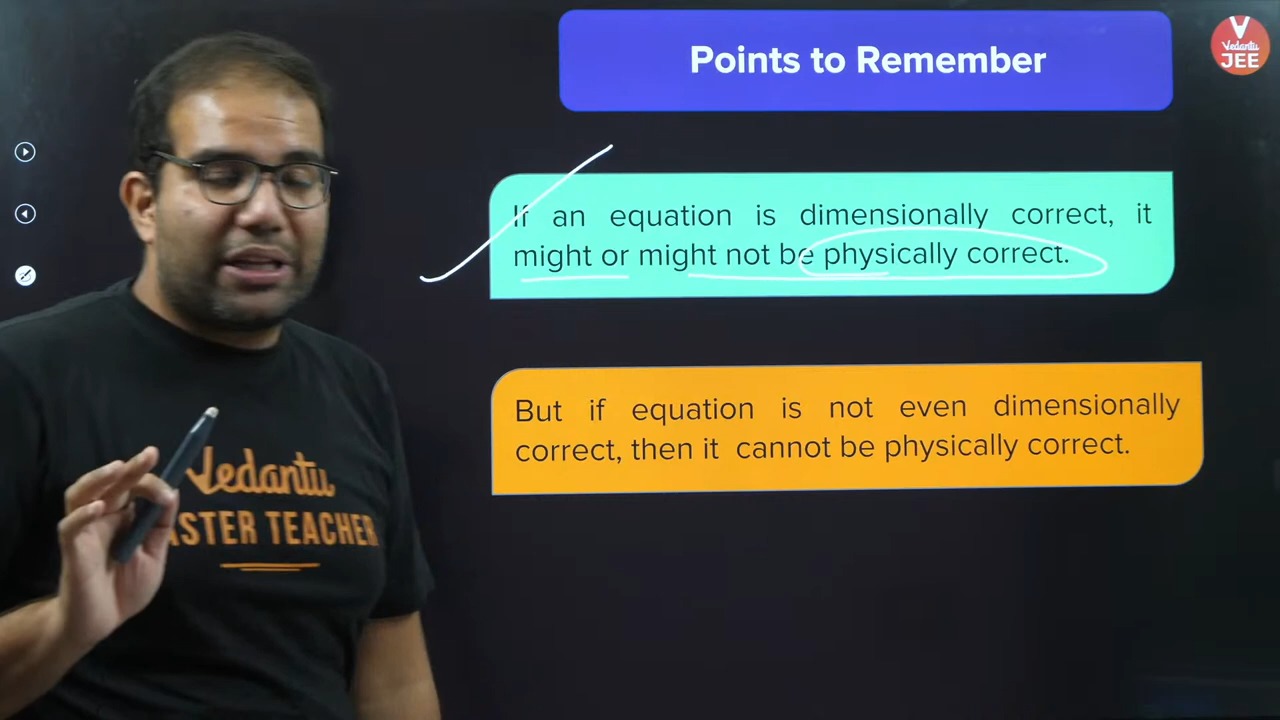 Points to Remember
V
Vedantu
JEE
If an equation is dimensionally correct, it
might or might not be physically correct.
But if equation is not even dimensionally
correct, then it cannot be physically correct.
Vedantu
ASTER TEACHER